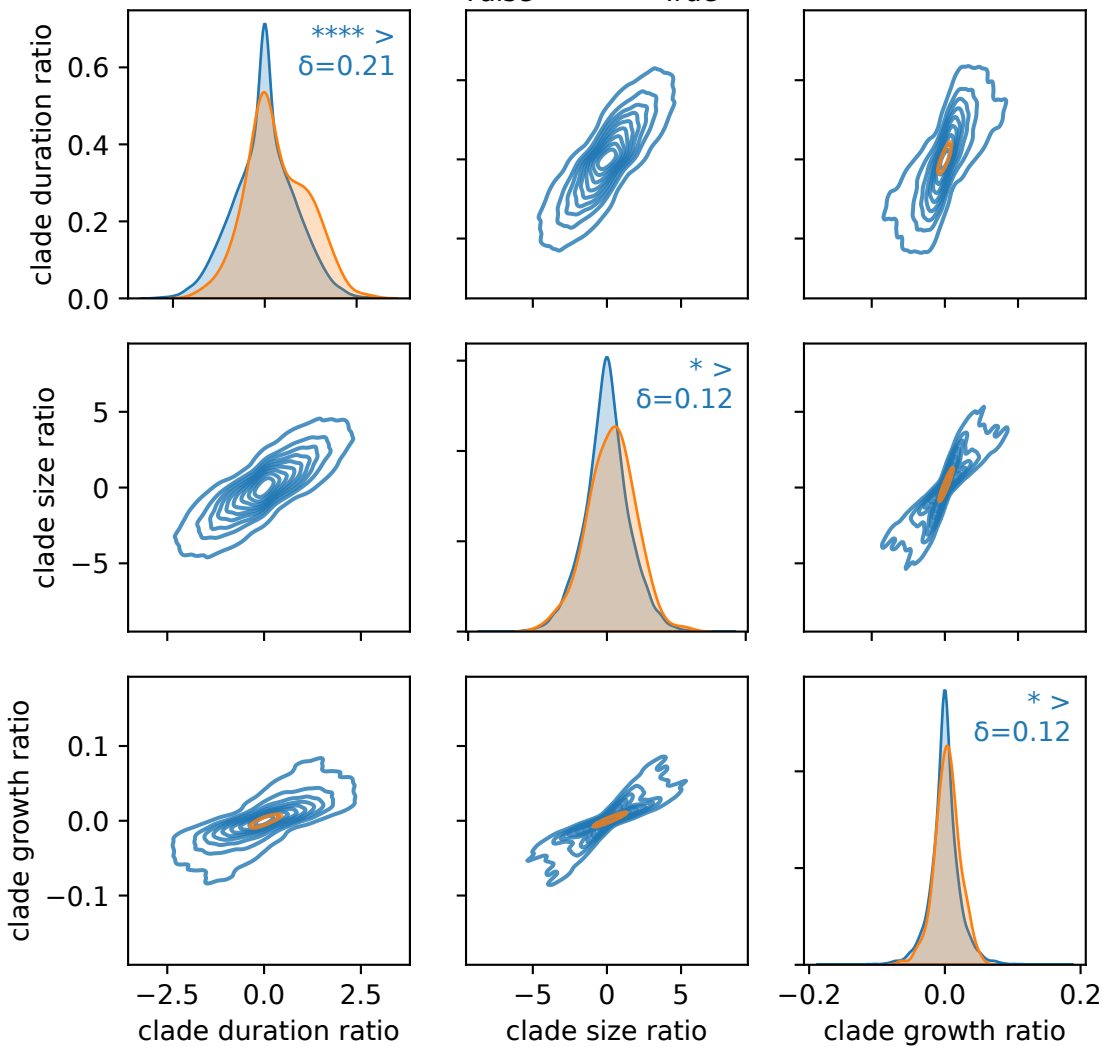 clade duration ratio
0.6
0.4
0.2
0.0
**** >
δ=0.21
clade size ratio
5
0
−5
* >
δ=0.12
clade growth ratio
0.1
0.0
−0.1
* >
δ=0.12
−2.5 0.0 2.5
−5 0 5
−0.2 0.0 0.2
clade duration ratio
clade size ratio
clade growth ratio